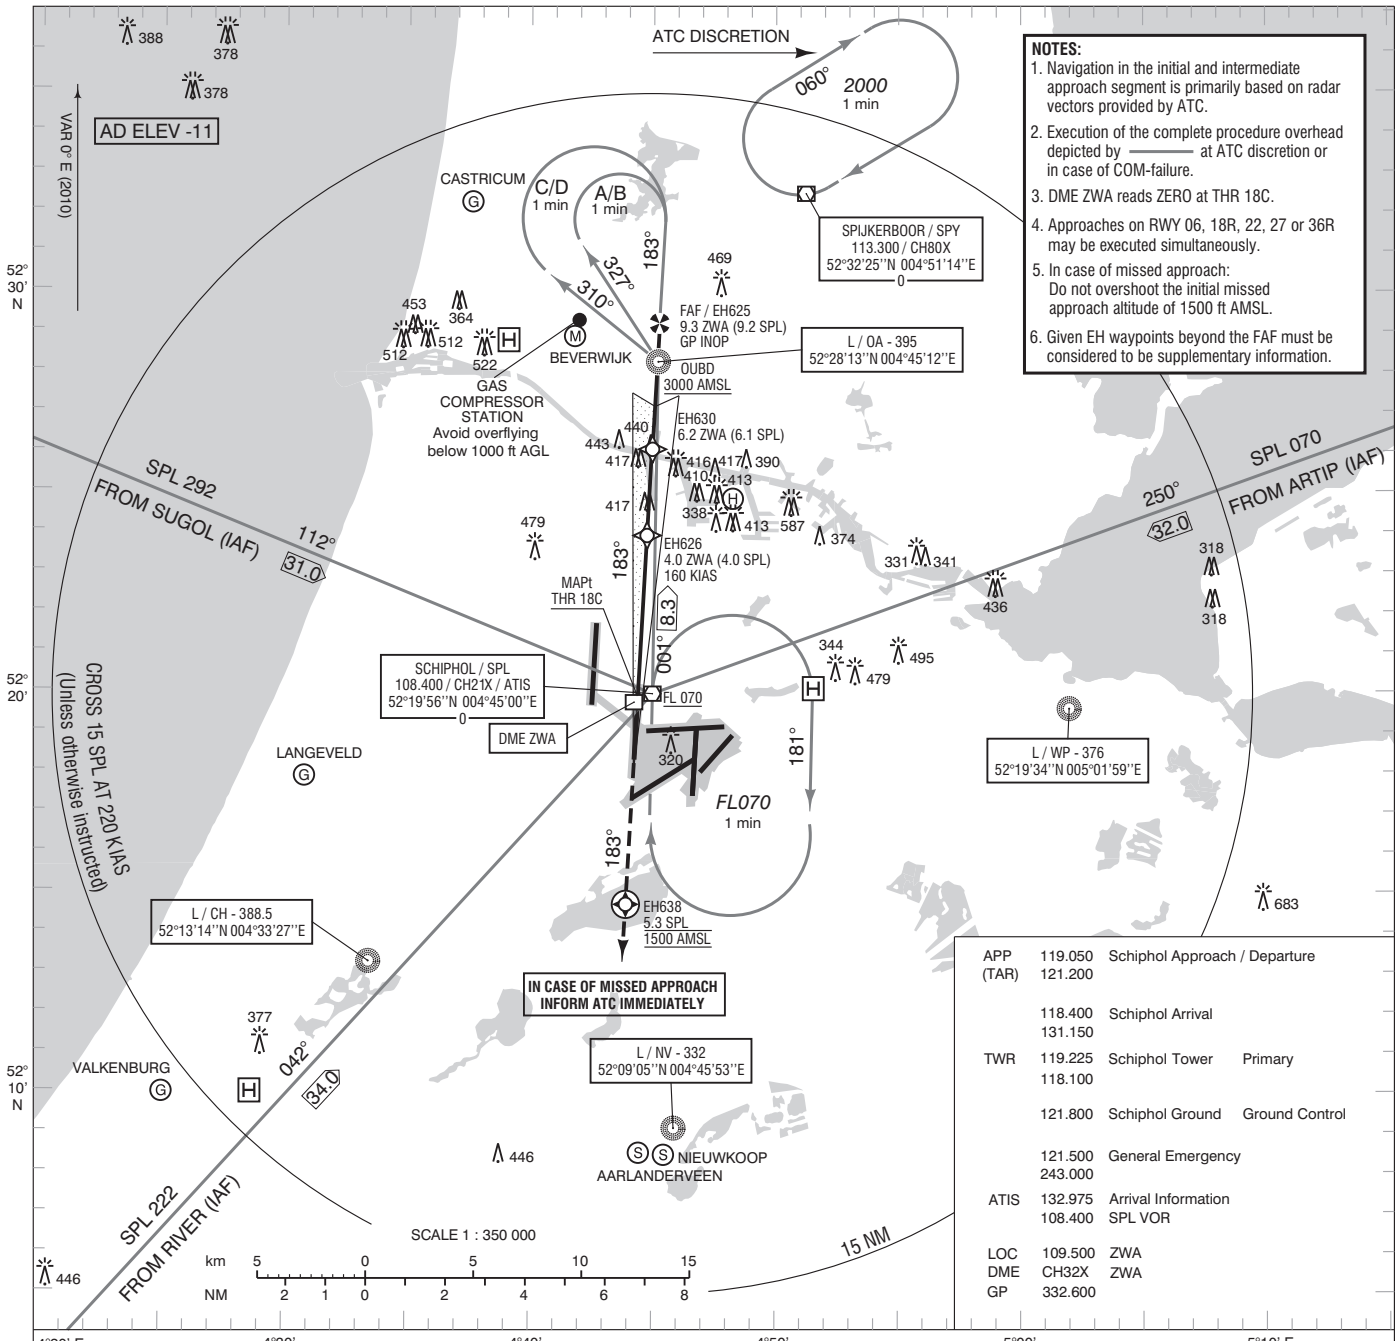 388
378
378
AD ELEV -11
VAR 0° E (2010)
ATC DISCRETION
060°
2000
1 min
NOTES:
1. Navigation in the initial and intermediate
approach segment is primarily based on radar
vectors provided by ATC.
2. Execution of the complete procedure overhead
depicted by at ATC discretion or
in case of COM-failure.
3. DME ZWA reads ZERO at THR 18C.
4. Approaches on RWY 06, 18R, 22, 27 or 36R
may be executed simultaneously.
5. In case of missed approach:
Do not overshoot the initial missed
approach altitude of 1500 ft AMSL.
6. Given EH waypoints beyond the FAF must be
considered to be supplementary information.
CASTRICUM
G
C/D
1 min
A/B
1 min
183°
327°
310°
SPIJKERBOOR / SPY
113.300 / CH80X
52°32'25''N 004°51'14''E
0
52°
30'
N
469
453
364
512
512
522
H
M
BEVERWIJK
FAF / EH625
9.3 ZWA (9.2 SPL)
GP INOP
L / OA - 395
52°28'13''N 004°45'12''E
OUBD
3000 AMSL
GAS
COMPRESSOR
STATION
Avoid overflying
below 1000 ft AGL
EH630
6.2 ZWA (6.1 SPL)
440
443
417
416
417
390
410
413
H
338
413
417
587
374
331
341
436
318
318
SPL 292
FROM SUGOL (IAF)
112°
31.0
SPL 070
FROM ARTIP (IAF)
250°
32.0
479
183°
EH626
4.0 ZWA (4.0 SPL)
160 KIAS
MAPt
THR 18C
001°
8.3
344
479
495
52°
20'
SCHIPHOL / SPL
108.400 / CH21X / ATIS
52°19'56''N 004°45'00''E
0
FL 070
H
DME ZWA
320
181°
L / WP - 376
52°19'34''N 005°01'59''E
CROSS 15 SPL AT 220 KIAS
(Unless otherwise instructed)
LANGEVELD
G
FL070
1 min
183°
EH638
5.3 SPL
1500 AMSL
683
L / CH - 388.5
52°13'14''N 004°33'27''E
IN CASE OF MISSED APPROACH
INFORM ATC IMMEDIATELY
377
L / NV - 332
52°09'05''N 004°45'53''E
VALKENBURG
G
H
52°
10'
N
042°
34.0
446
S
S
NIEUWKOOP
AARLANDERVEEN
SPL 222
FROM RIVER (IAF)
446
15 NM
SCALE 1 : 350 000
km 5 0 5 10 15
NM 2 1 0 2 4 6 8
APP 119.050 Schiphol Approach / Departure
(TAR) 121.200
118.400 Schiphol Arrival
131.150
TWR 119.225 Schiphol Tower Primary
118.100
121.800 Schiphol Ground Ground Control
121.500 General Emergency
243.000
ATIS 132.975 Arrival Information
108.400 SPL VOR
LOC 109.500 ZWA
DME CH32X ZWA
GP 332.600